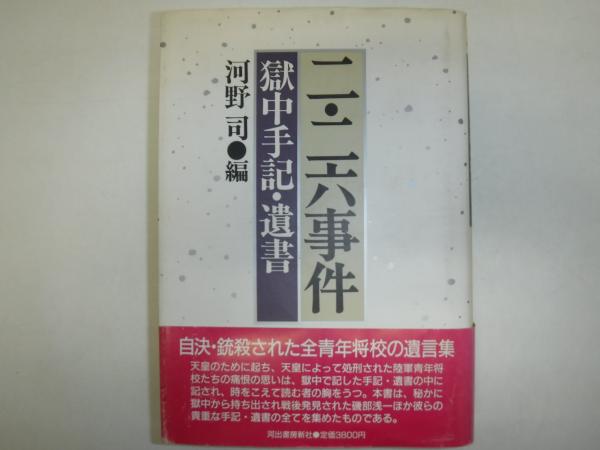 二・二六事件
獄中手記・遺書
河野 司●編
自決・銃殺された全青年将校の遺言集
天皇のために起ち、天皇によって処刑された陸軍青年将
校たちの痛恨の思いは、獄中で記した手記・遺書の中に
記され、時をこえて読む者の胸をうつ。本書は、秘かに
獄中から持ち出され戦後発見された磯部浅一ほか彼らの
貴重な手記・遺書の全てを集めたものである。
河出書房新社●定価3800円